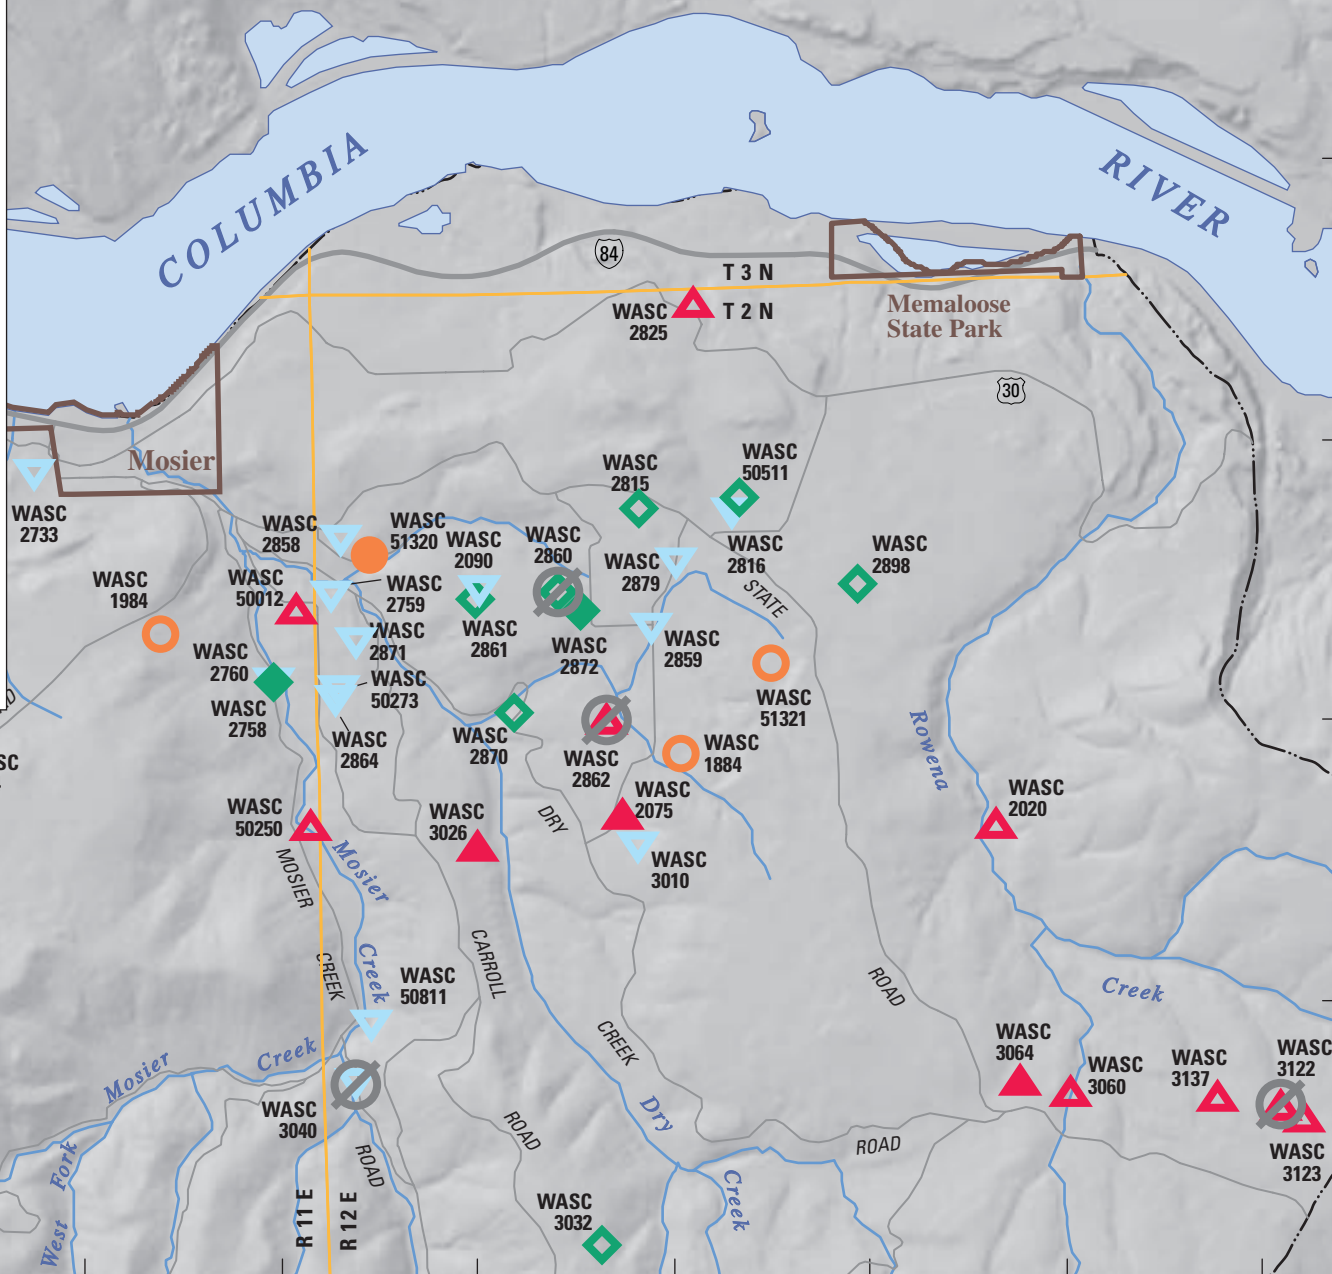 COLUMBIA
RIVER
84
T 3 N
T 2 N
WASC
2825
Memaloose
State Park
30
Mosier
WASC
2733
WASC
2815
WASC
50511
WASC
2858
WASC
51320
WASC
2090
WASC
2860
WASC
2879
WASC
2816
WASC
2898
WASC
1984
WASC
50012
WASC
2759
STATE
WASC
2871
WASC
2861
WASC
2872
WASC
2859
WASC
2760
WASC
50273
WASC
51321
WASC
2758
WASC
2864
WASC
2870
WASC
2862
WASC
1884
Rowena
SC
WASC
2075
WASC
2020
WASC
50250
WASC
3026
DRY
WASC
3010
MOSIER
Mosier
CREEK
Creek
CARROLL
WASC
50811
ROAD
Creek
CREEK
WASC
3064
WASC
3060
WASC
3137
WASC
3122
Mosier
Creek
WASC
3040
ROAD
Dry
ROAD
ROAD
WASC
3123
West Fork
R 11 E
R 12 E
WASC
3032
Creek